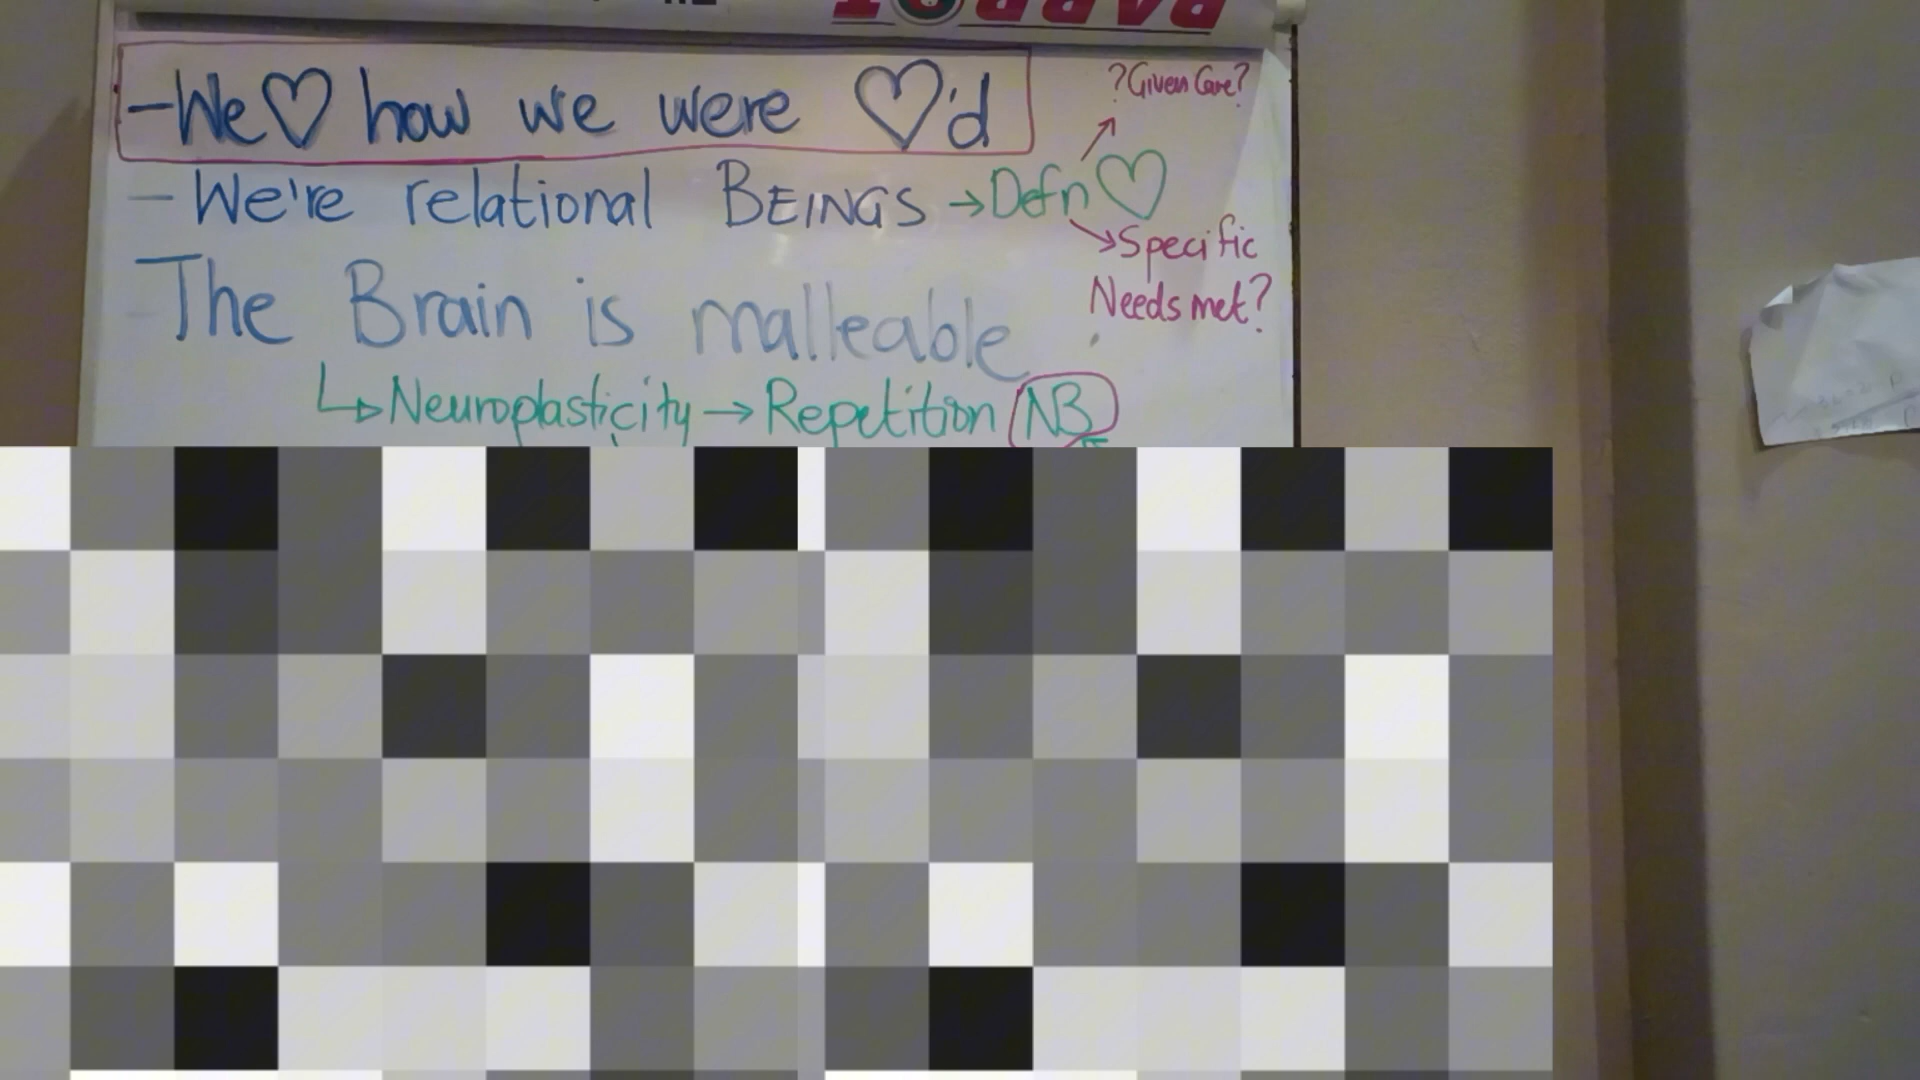 - We ♡ how we were ♡'d
?Given Care?
- We're relational BEINGS → Defn ♡
↘ Specific
Needs met?
The Brain is malleable
↳ Neuroplasticity → Repetition (NB)